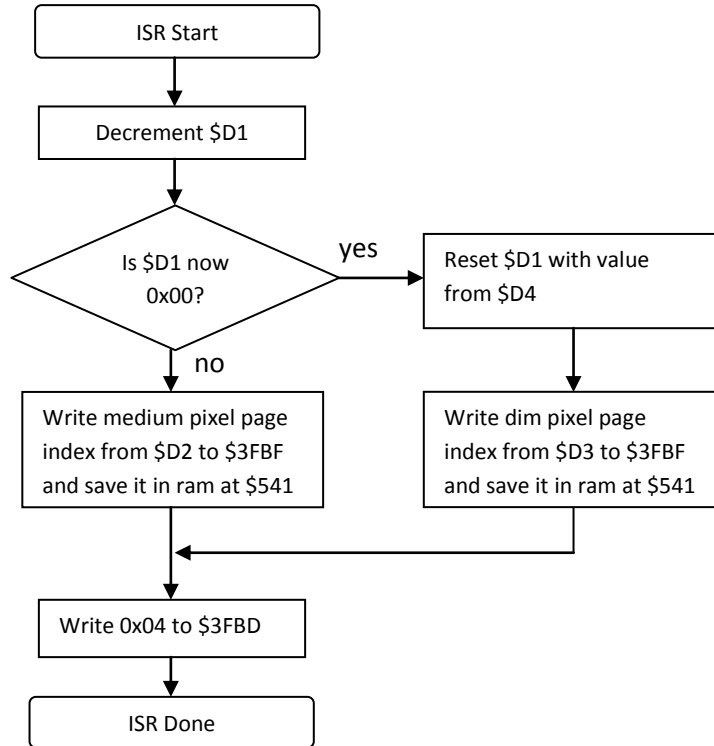 ISR Start
Decrement $D1
Is $D1 now
0x00?
yes
Reset $D1 with value
from $D4
no
Write medium pixel page
index from $D2 to $3FBF
and save it in ram at $541
Write dim pixel page
index from $D3 to $3FBF
and save it in ram at $541
Write 0x04 to $3FBD
ISR Done